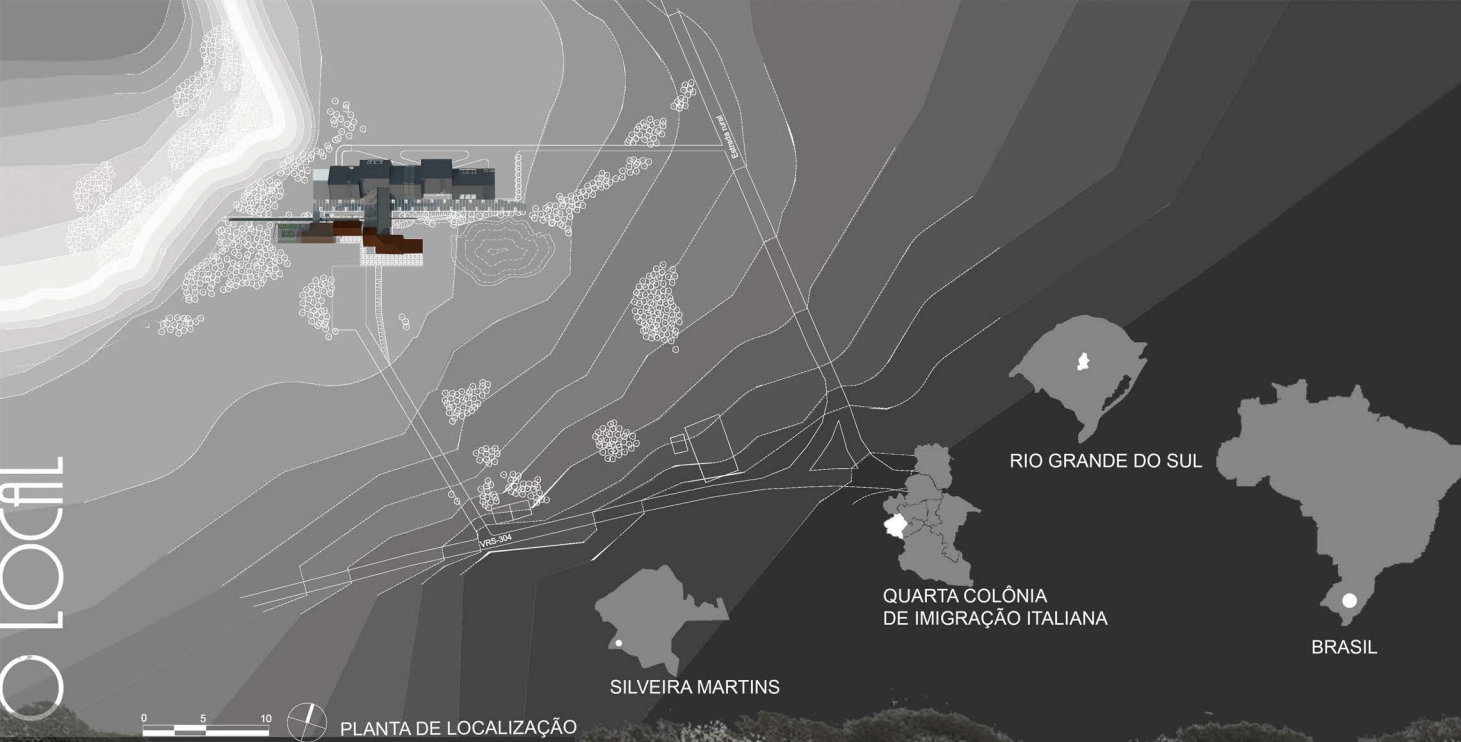 O LOCAL
Estrada rural
VRS-304
RIO GRANDE DO SUL
QUARTA COLÔNIA
DE IMIGRAÇÃO ITALIANA
BRASIL
SILVEIRA MARTINS
0 5 10
PLANTA DE LOCALIZAÇÃO